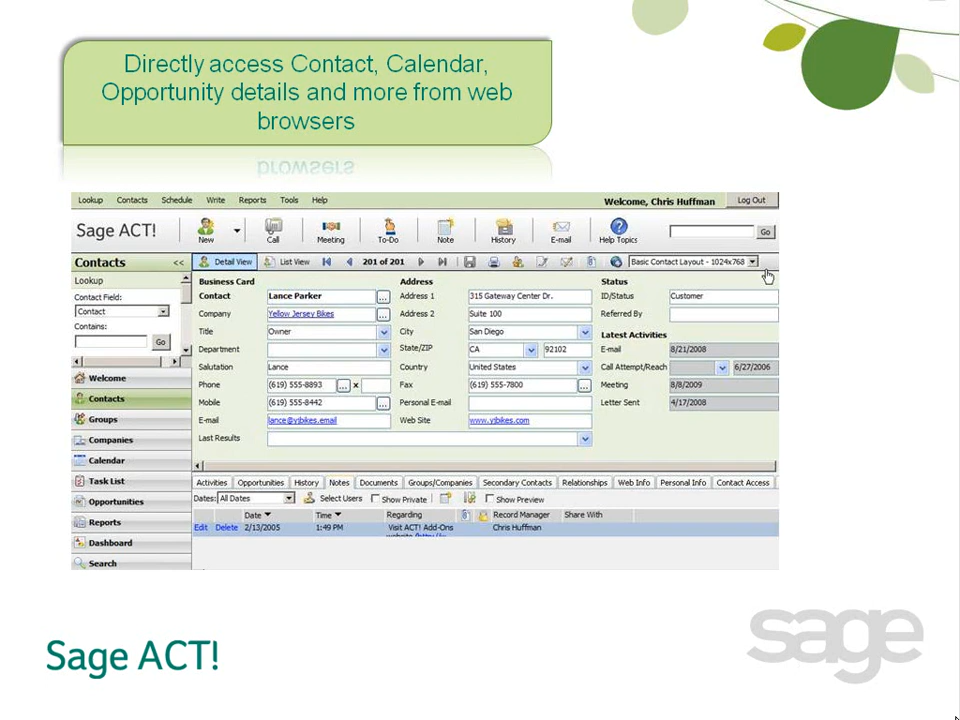 Directly access Contact, Calendar,
Opportunity details and more from web
browsers
Lookup Contacts Schedule Write Reports Tools Help Welcome, Chris Huffman Log Out
Sage ACT! New Call Meeting To-Do Note History E-mail Help Topics Go
Contacts << Detail View List View 201 of 201 Basic Contact Layout - 1024x768
Lookup
Contact Field:
Contact
Contains:
Go
Welcome
Contacts
Groups
Companies
Calendar
Task List
Opportunities
Reports
Dashboard
Search
Business Card Address Status
Contact Lance Parker ... Address 1 315 Gateway Center Dr. ID/Status Customer
Company Yellow Jersey Bikes ... Address 2 Suite 100 Referred By
Title Owner City San Diego Latest Activities
Department State/ZIP CA 92102 E-mail 8/21/2008
Salutation Lance Country United States Call Attempt/Reach 6/27/2006
Phone (619) 555-8893 ... x Fax (619) 555-7800 ... Meeting 8/8/2009
Mobile (619) 555-8442 ... Personal E-mail Letter Sent 4/17/2008
E-mail lance@yjbikes.email Web Site www.yjbikes.com
Last Results
Activities Opportunities History Notes Documents Groups/Companies Secondary Contacts Relationships Web Info Personal Info Contact Access
Dates: All Dates Select Users Show Private Show Preview
Date Time Regarding Record Manager Share With
Edit Delete 2/13/2005 1:49 PM Visit ACT! Add-Ons Chris Huffman
website
Sage ACT!
sage